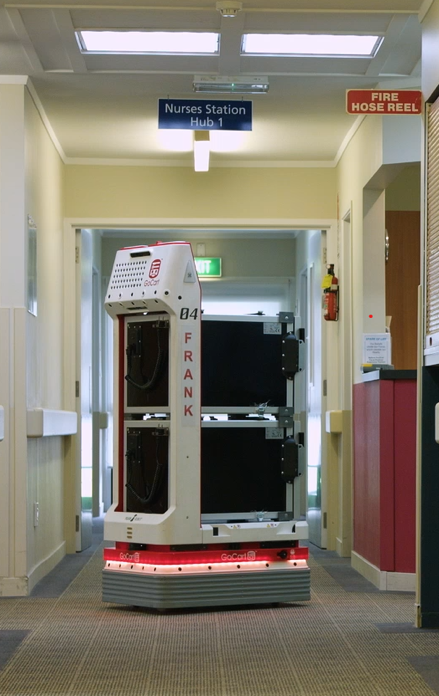 Nurses Station
Hub 1
FIRE
HOSE REEL
EXIT
GoCart
04
FRANK
GoCart
GoCart